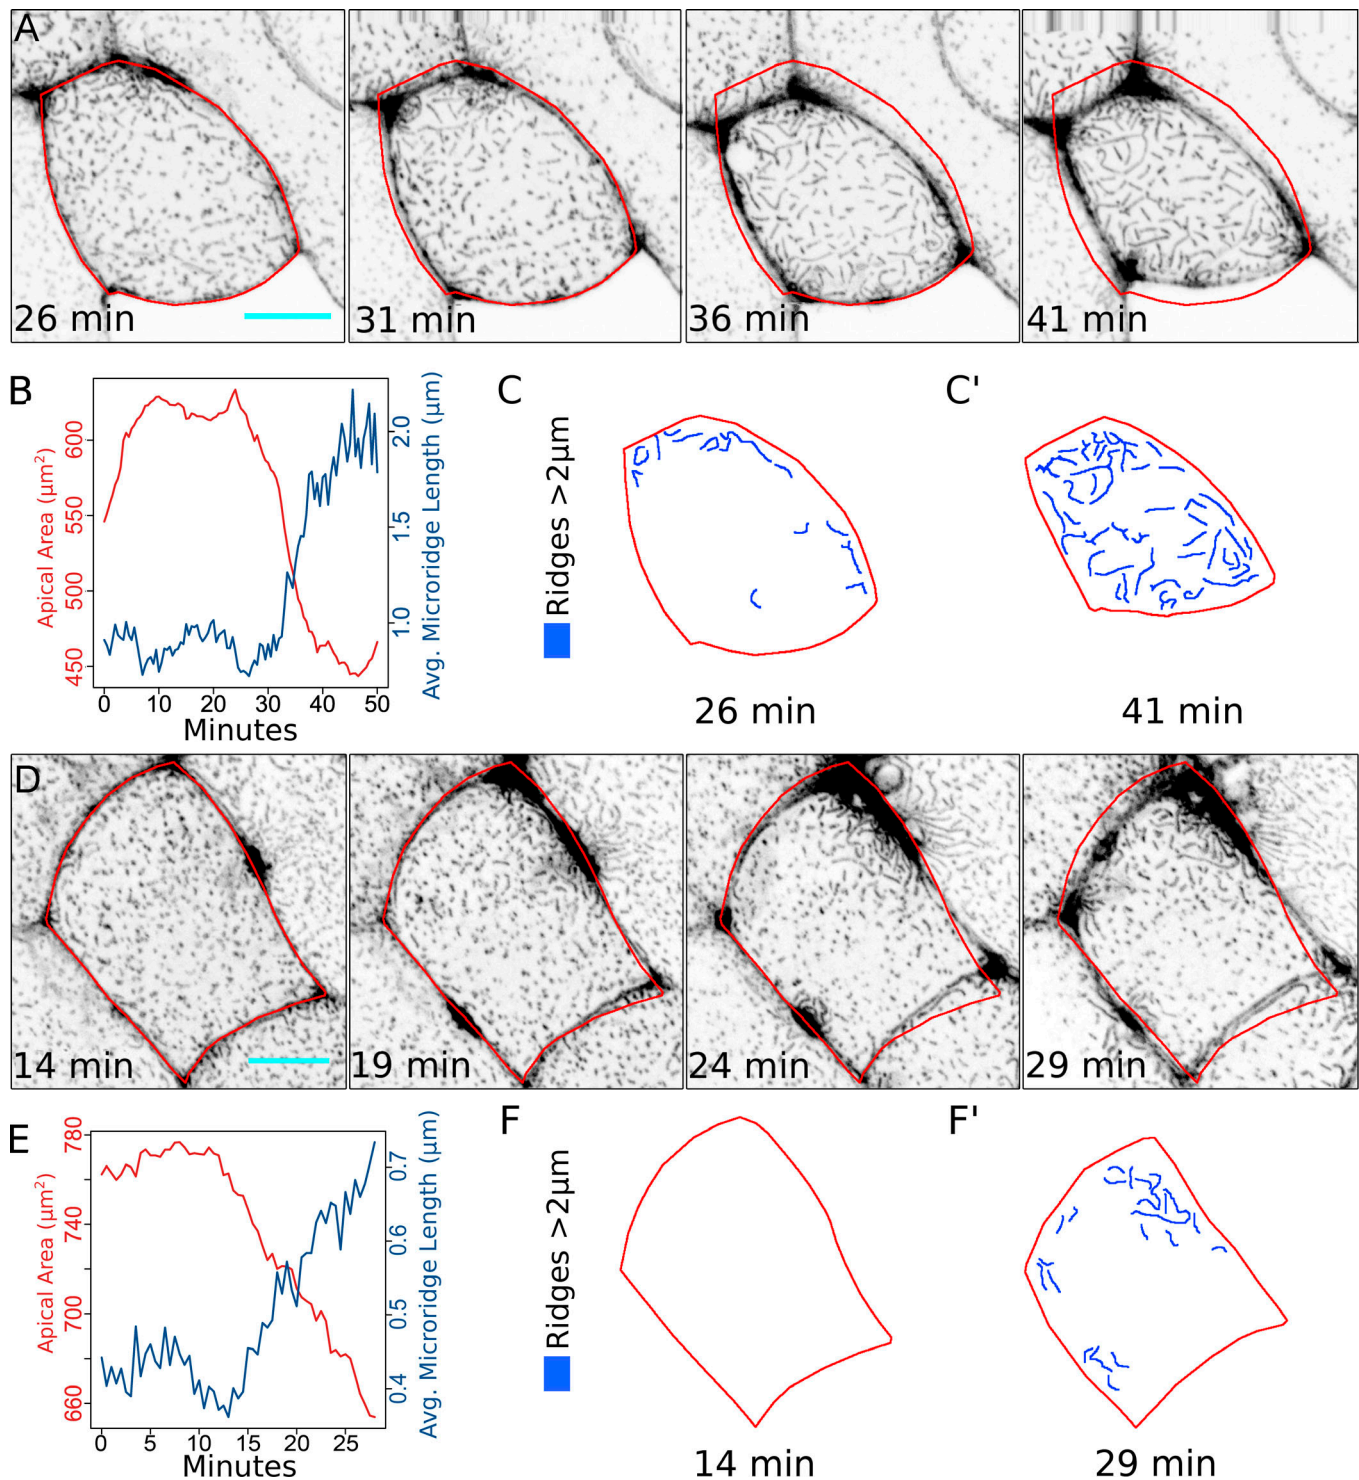 A
26 min
31 min
36 min
41 min
B
Apical Area (µm²)
450
500
550
600
1.0
1.5
2.0
Avg. Microridge Length (µm)
0
10
20
30
40
50
Minutes
C
Ridges >2µm
26 min
C'
41 min
D
14 min
19 min
24 min
29 min
E
Apical Area (µm²)
660
700
740
780
0.4
0.5
0.6
0.7
Avg. Microridge Length (µm)
0
5
10
15
20
25
Minutes
F
Ridges >2µm
14 min
F'
29 min